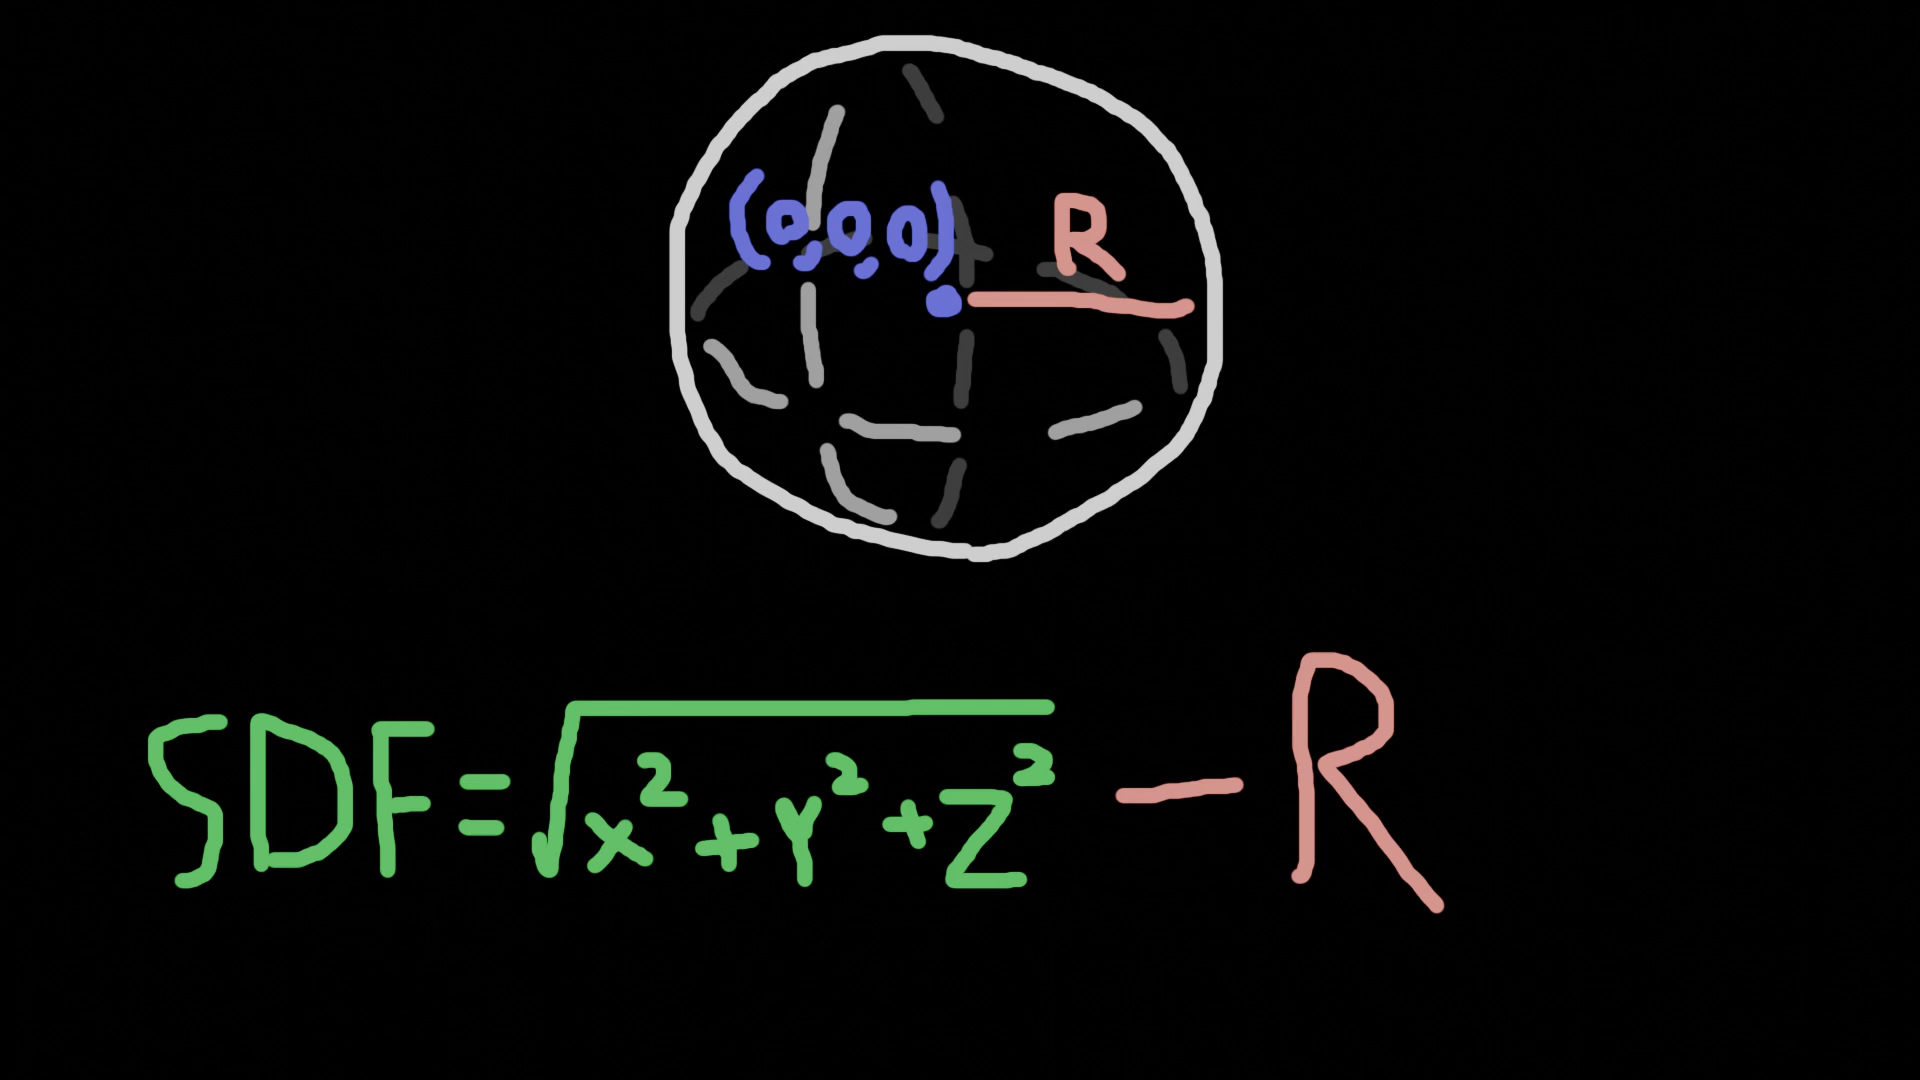 (0,0,0) R
SDF=√x²+y²+z² - R